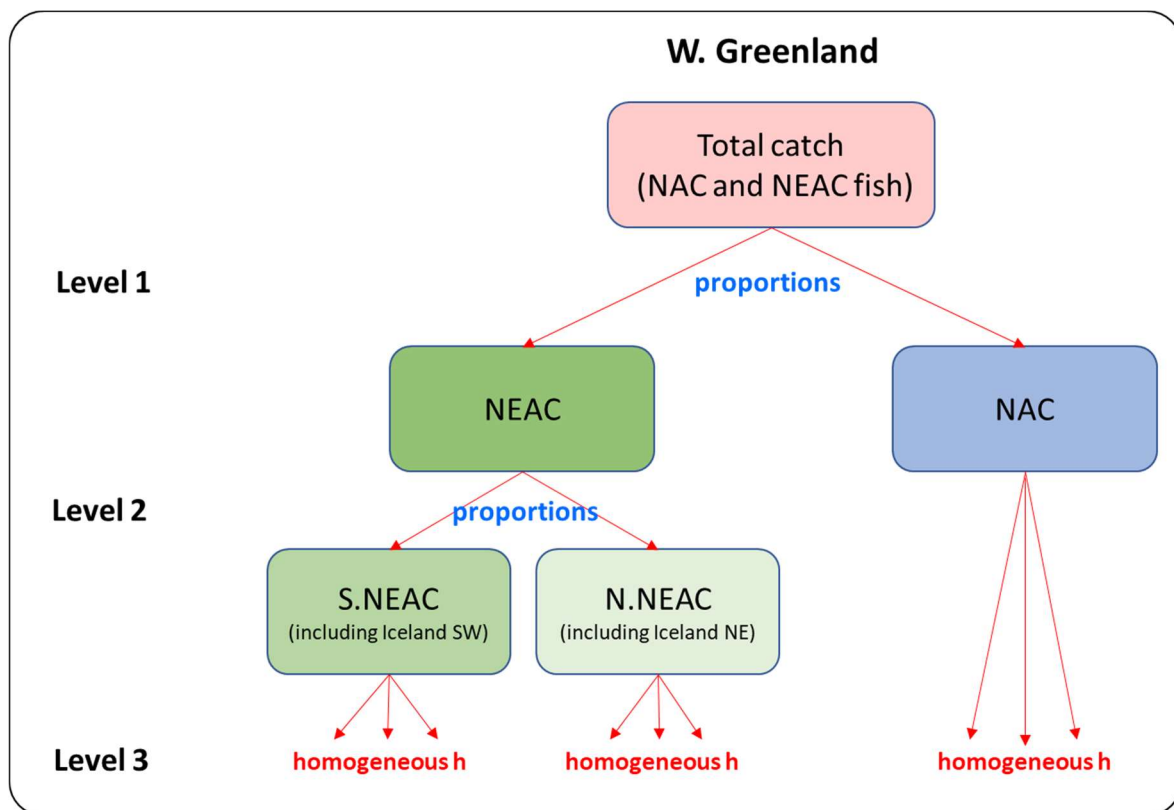 W. Greenland
Total catch
(NAC and NEAC fish)
Level 1
proportions
NEAC
NAC
Level 2
proportions
S.NEAC
(including Iceland SW)
N.NEAC
(including Iceland NE)
Level 3
homogeneous h
homogeneous h
homogeneous h